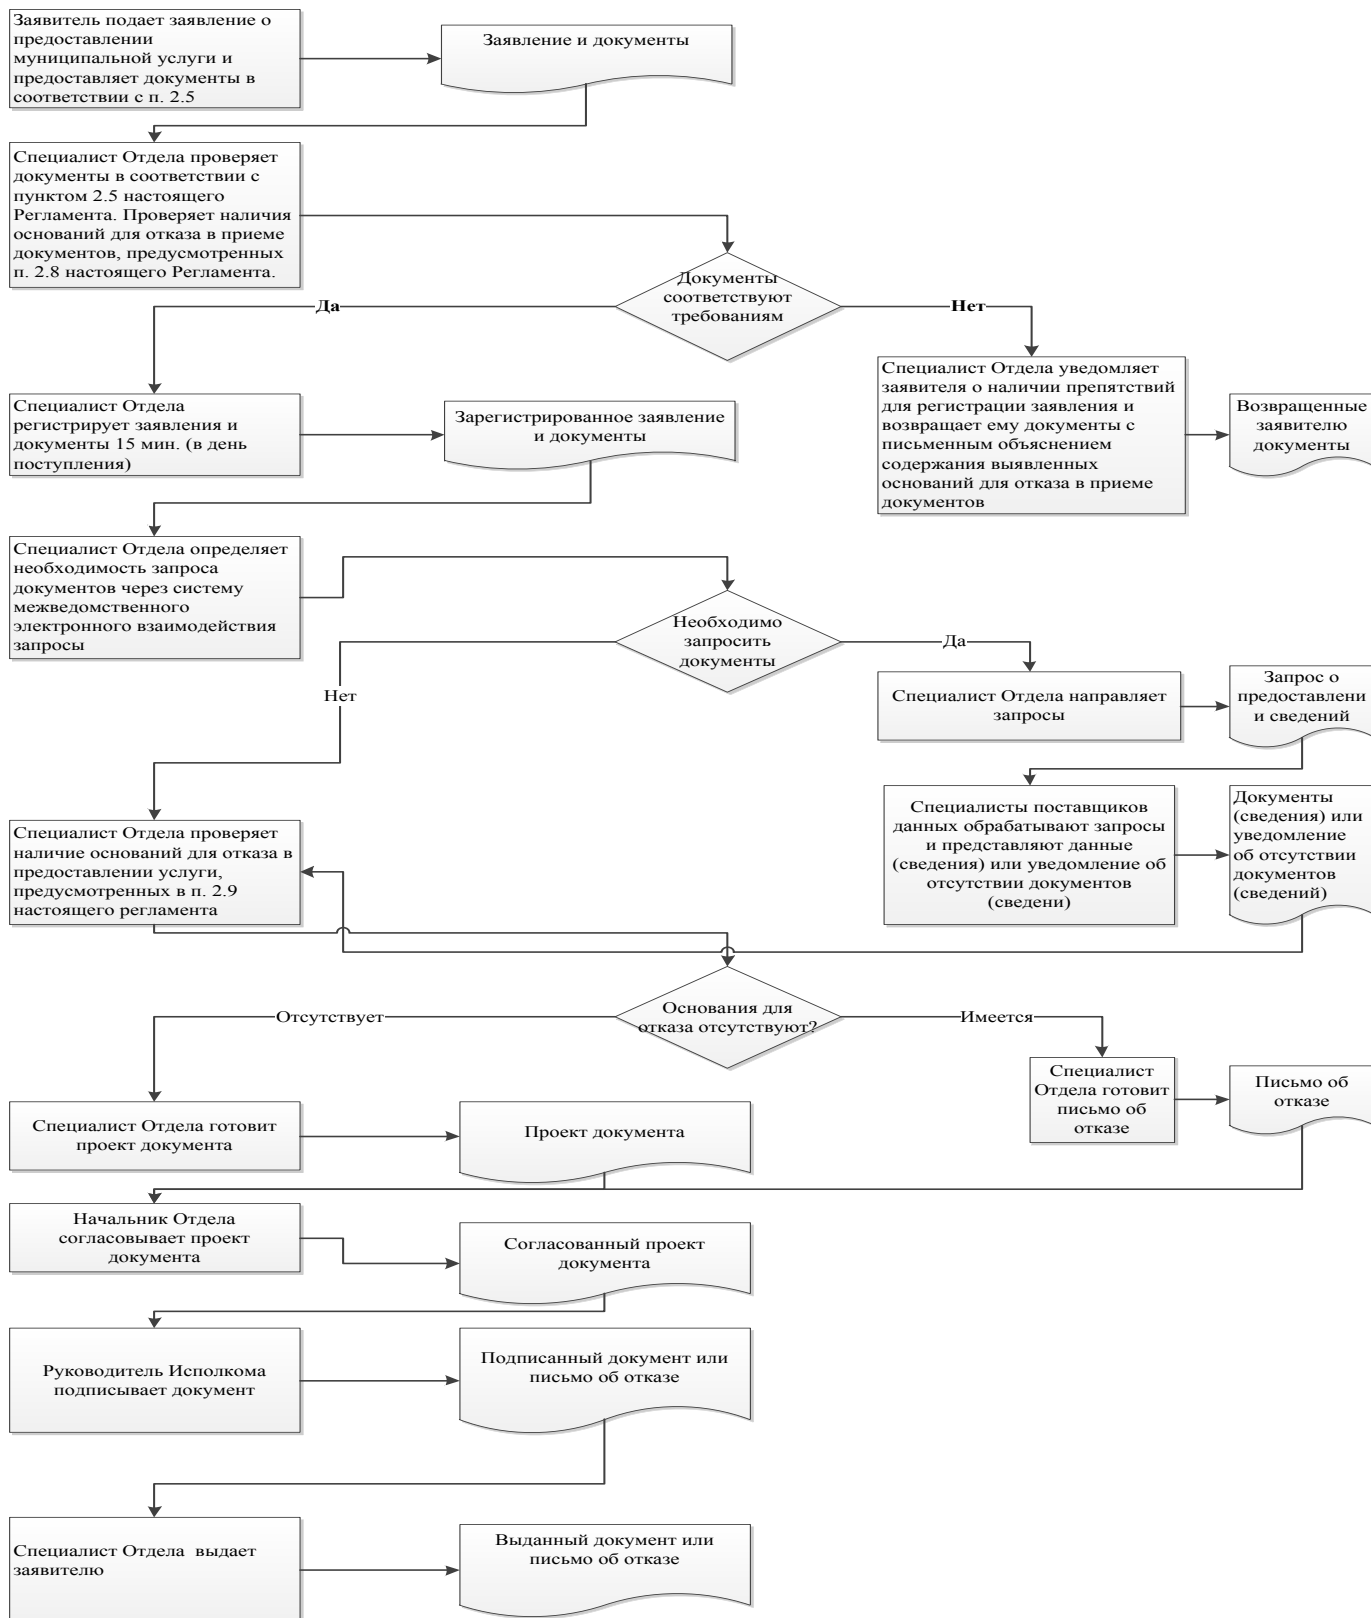 Заявитель подает заявление о
предоставлении
муниципальной услуги и
предоставляет документы в
соответствии с п. 2.5
Заявление и документы
Специалист Отдела проверяет
документы в соответствии с
пунктом 2.5 настоящего
Регламента. Проверяет наличия
оснований для отказа в приеме
документов, предусмотренных
п. 2.8 настоящего Регламента.
Документы
соответствуют
требованиям
Да
Нет
Специалист Отдела
регистрирует заявления и
документы 15 мин. (в день
поступления)
Зарегистрированное заявление
и документы
Специалист Отдела уведомляет
заявителя о наличии препятствий
для регистрации заявления и
возвращает ему документы с
письменным объяснением
содержания выявленных
оснований для отказа в приеме
документов
Возвращенные
заявителю
документы
Специалист Отдела определяет
необходимость запроса
документов через систему
межведомственного
электронного взаимодействия
запросы
Необходимо
запросить
документы
Да
Нет
Специалист Отдела направляет
запросы
Запрос о
предоставлени
и сведений
Специалисты поставщиков
данных обрабатывают запросы
и представляют данные
(сведения) или уведомление об
отсутствии документов
(сведени)
Документы
(сведения) или
уведомление
об отсутствии
документов
(сведений)
Специалист Отдела проверяет
наличие оснований для отказа в
предоставлении услуги,
предусмотренных в п. 2.9
настоящего регламента
Основания для
отказа отсутствуют?
Отсутствует
Имеется
Специалист
Отдела готовит
письмо об
отказе
Письмо об
отказе
Специалист Отдела готовит
проект документа
Проект документа
Начальник Отдела
согласовывает проект
документа
Согласованный проект
документа
Руководитель Исполкома
подписывает документ
Подписанный документ или
письмо об отказе
Специалист Отдела  выдает
заявителю
Выданный документ или
письмо об отказе